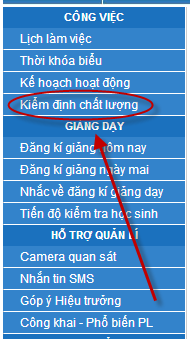 CÔNG VIỆC
Lịch làm việc
Thời khóa biểu
Kế hoạch hoạt động
Kiểm định chất lượng
GIẢNG DẠY
Đăng kí giảng hôm nay
Đăng kí giảng ngày mai
Nhắc về đăng kí giảng dạy
Tiến độ kiểm tra học sinh
HỖ TRỢ QUẢN LÍ
Camera quan sát
Nhắn tin SMS
Góp ý Hiệu trưởng
Công khai - Phổ biến PL